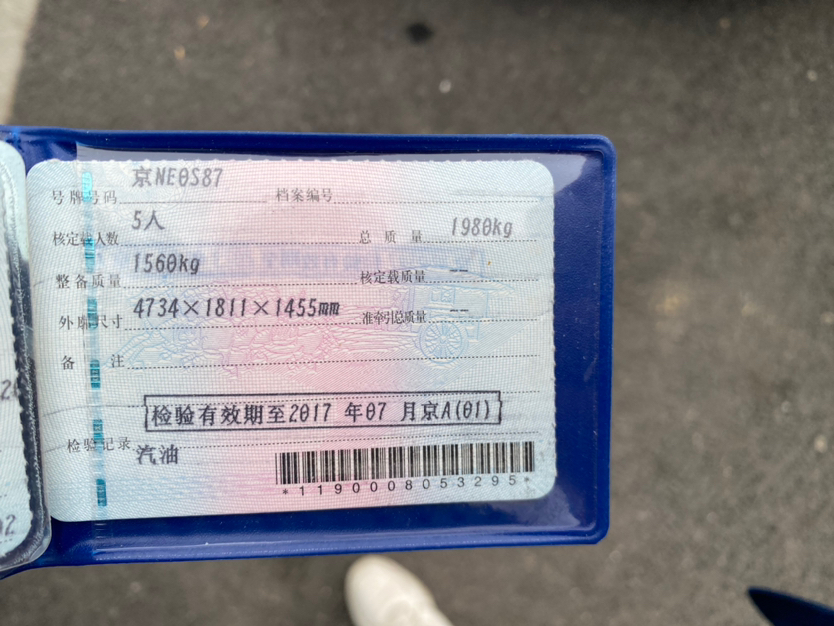 号牌号码 京NE0S87 档案编号
核定载人数 5人 总质量 1980kg
整备质量 1560kg 核定载质量 --
外廓尺寸 4734×1811×1455mm 准牵引总质量 --
备注
检验有效期至2017 年07 月京A(01)
检验记录 汽油
*1190008053295*